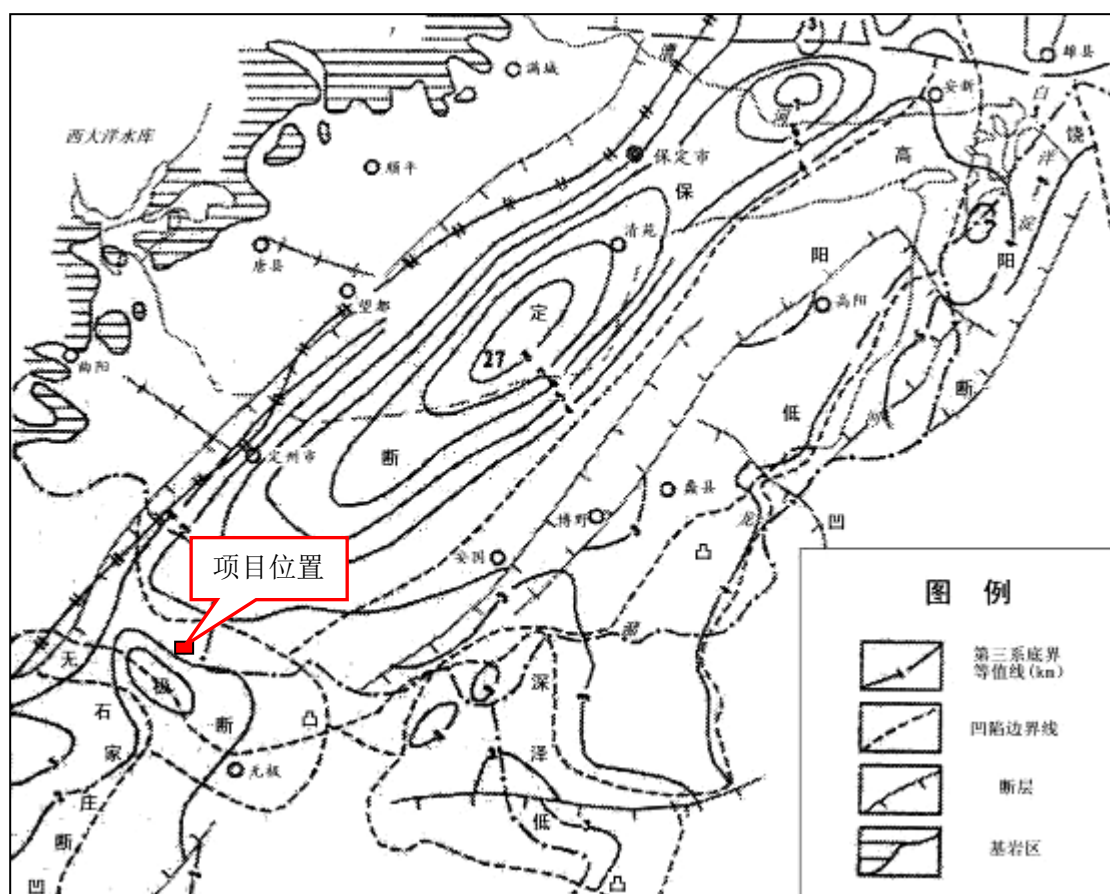 满城
雄县
安新
西大洋水库
顺平
保定市
白
洋
淀
饶
阳
断
凹
高
阳
低
凸
保
定
断
清苑
唐县
望都
高阳
27
曲阳
定州市
蠡县
博野
安国
龙
河
项目位置
无
极
断
凸
石
家
庄
断
凹
无极
深
泽
低
凸
3
图 例
第三系底界
等值线(km)
凹陷边界线
断层
基岩区